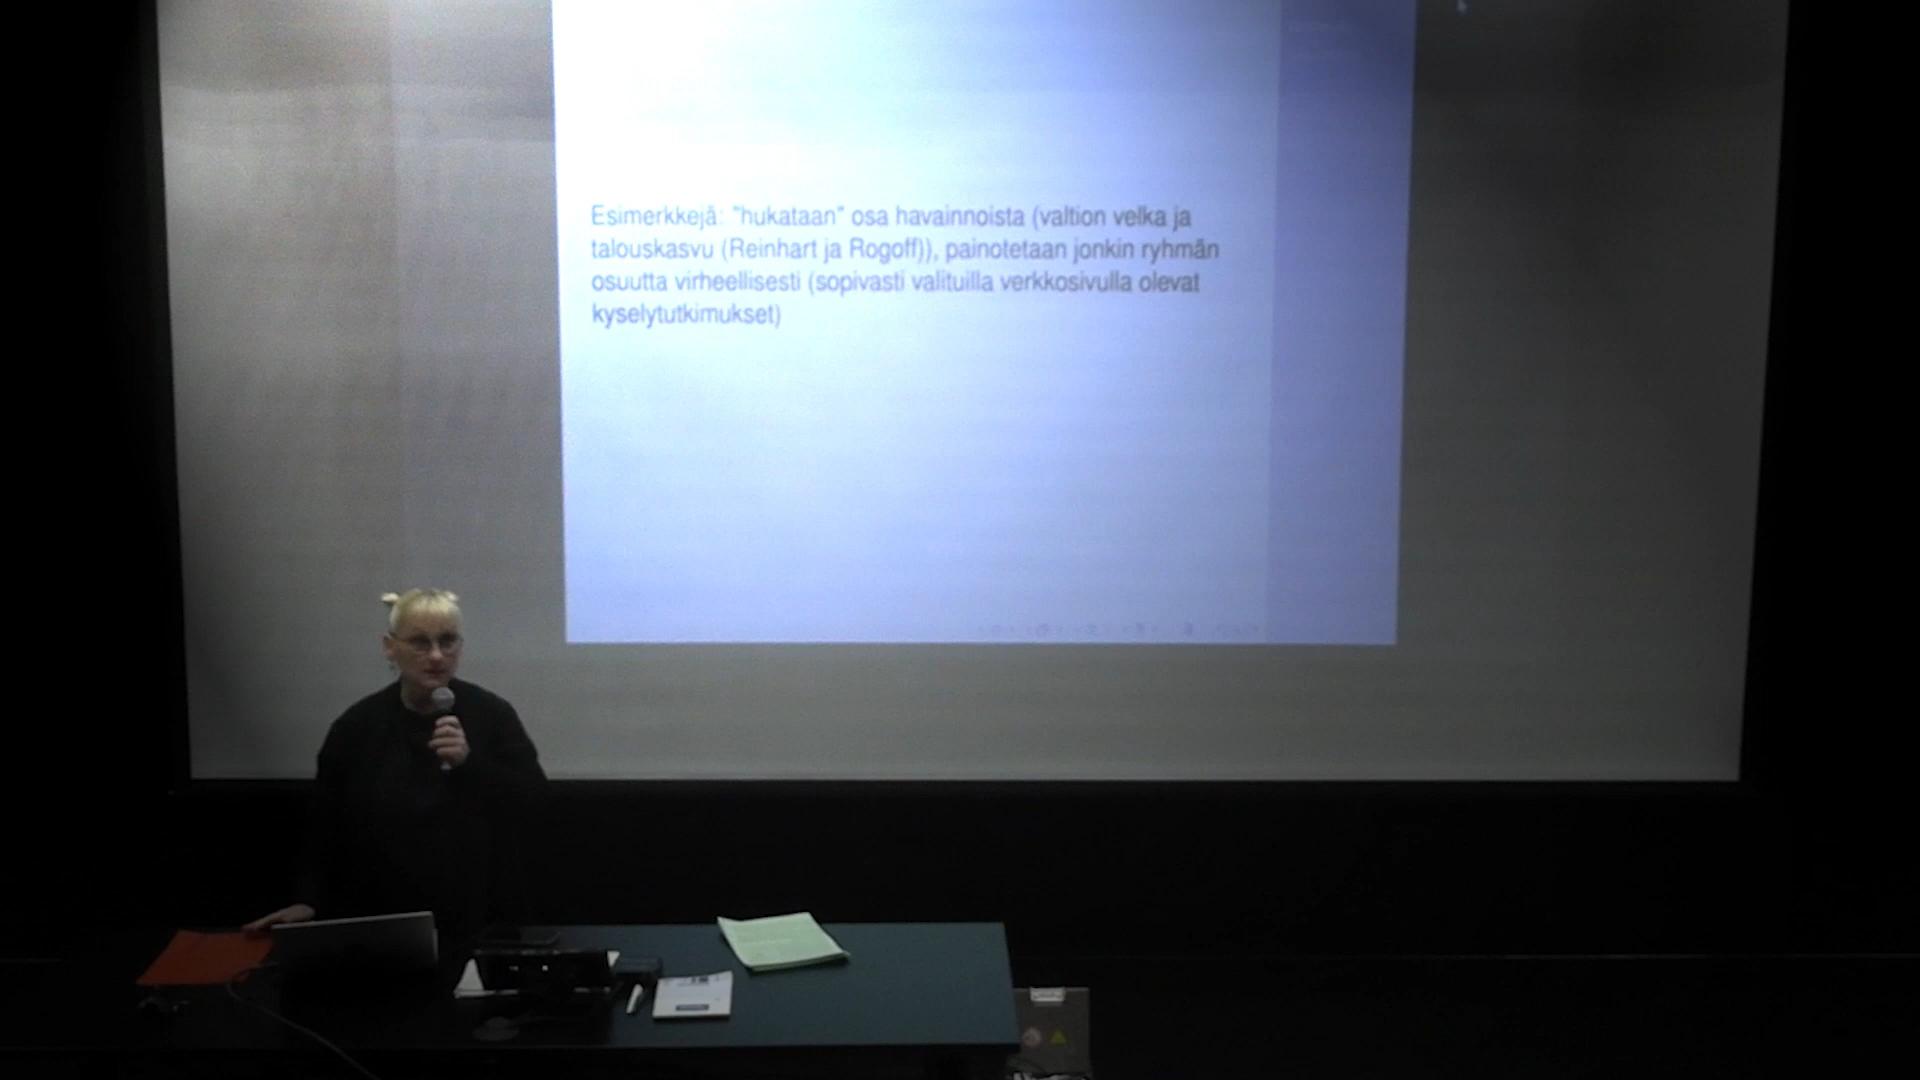 Esimerkkejä: "hukataan" osa havainnoista (valtion velka ja
talouskasvu (Reinhart ja Rogoff)), painotetaan jonkin ryhmän
osuutta virheellisesti (sopivasti valituilla verkkosivulla olevat
kyselytutkimukset)